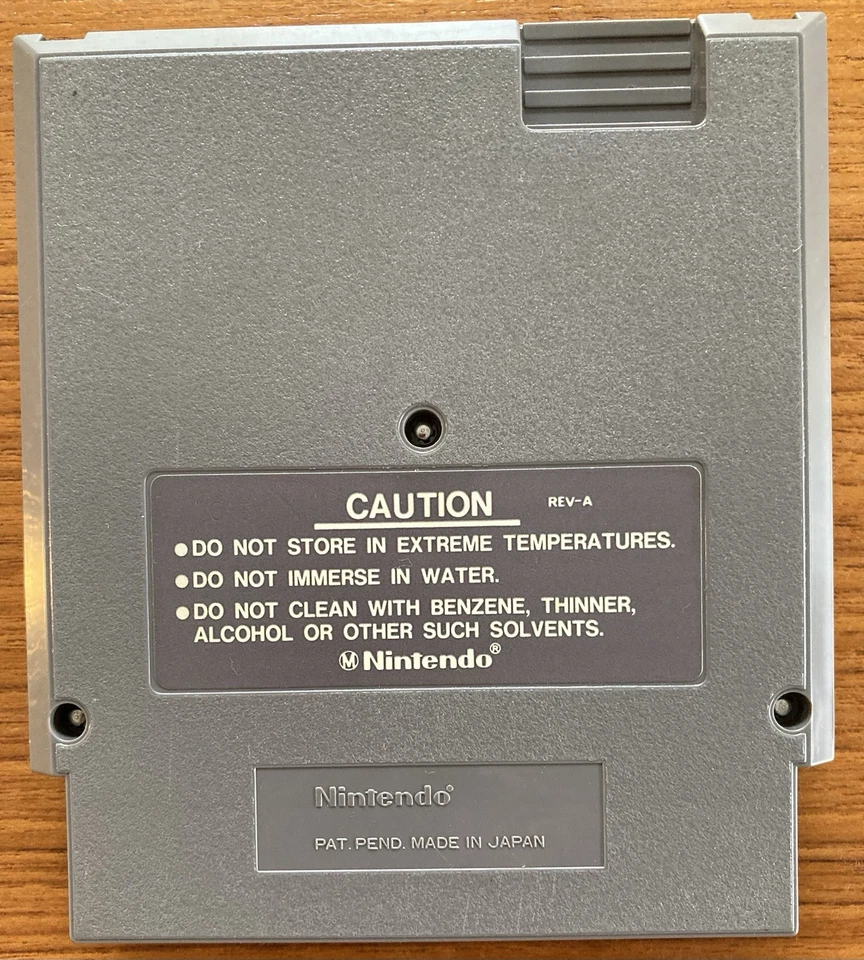 CAUTION REV-A
●DO NOT STORE IN EXTREME TEMPERATURES.
●DO NOT IMMERSE IN WATER.
●DO NOT CLEAN WITH BENZENE, THINNER,
ALCOHOL OR OTHER SUCH SOLVENTS.
Ⓜ Nintendo®
Nintendo®
PAT. PEND. MADE IN JAPAN